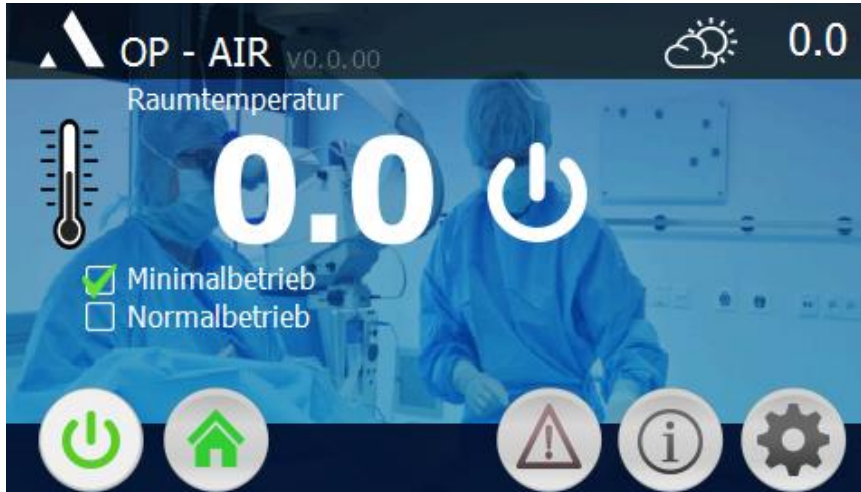 OP - AIR v0.0.00
0.0
Raumtemperatur
0.0
Minimalbetrieb
Normalbetrieb